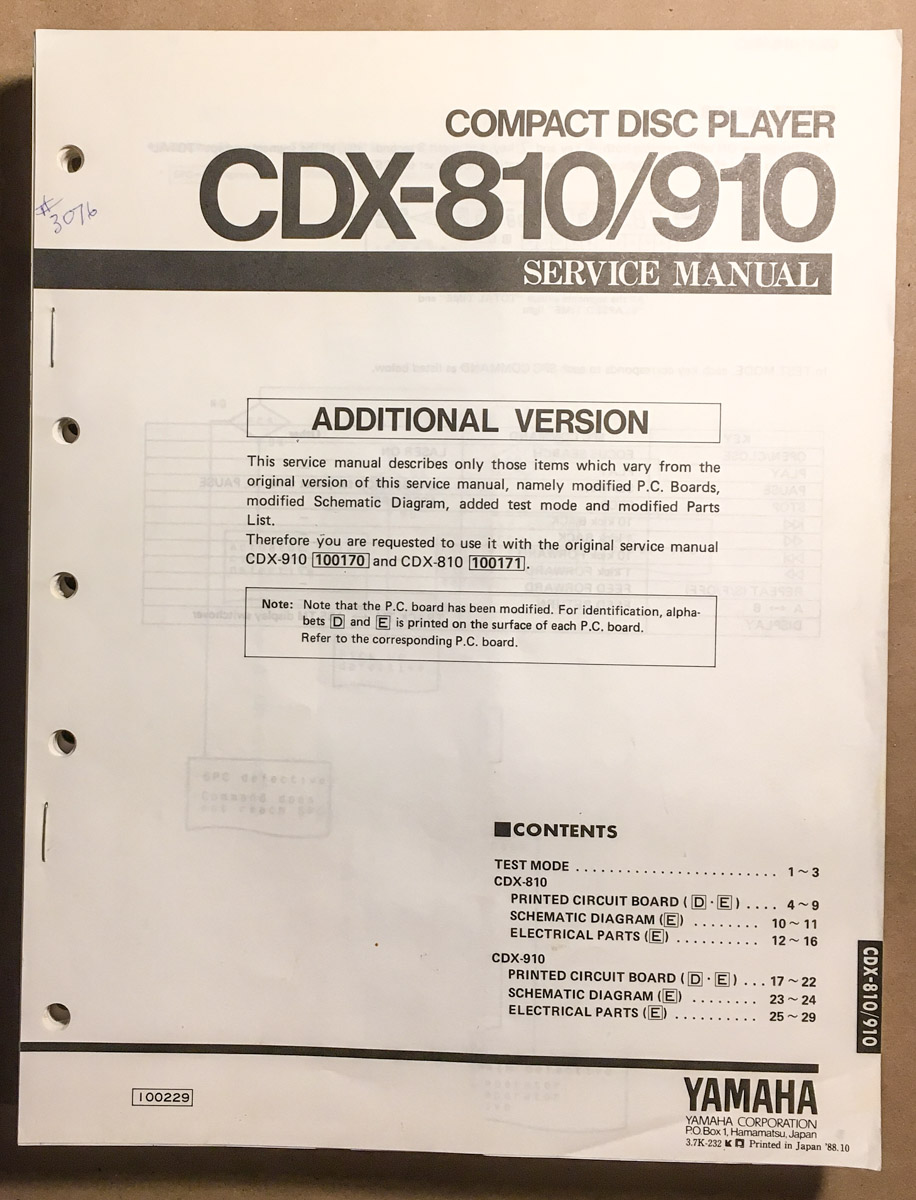 COMPACT DISC PLAYER
CDX-810/910
#3076
SERVICE MANUAL
ADDITIONAL VERSION
This service manual describes only those items which vary from the
original version of this service manual, namely modified P.C. Boards,
modified Schematic Diagram, added test mode and modified Parts
List.
Therefore you are requested to use it with the original service manual
CDX-910 100170 and CDX-810 100171.
Note: Note that the P.C. board has been modified. For identification, alpha-
bets D and E is printed on the surface of each P.C. board.
Refer to the corresponding P.C. board.
■CONTENTS
TEST MODE ........................ 1~3
CDX-810
PRINTED CIRCUIT BOARD (D·E) .... 4~9
SCHEMATIC DIAGRAM (E) ........ 10~11
ELECTRICAL PARTS (E) .......... 12~16
CDX-910
PRINTED CIRCUIT BOARD (D·E) ... 17~22
SCHEMATIC DIAGRAM (E) ........ 23~24
ELECTRICAL PARTS (E) .......... 25~29
CDX-810/910
100229
YAMAHA
YAMAHA CORPORATION
P.O.Box 1, Hamamatsu, Japan
3.7K-232 Printed in Japan '88.10